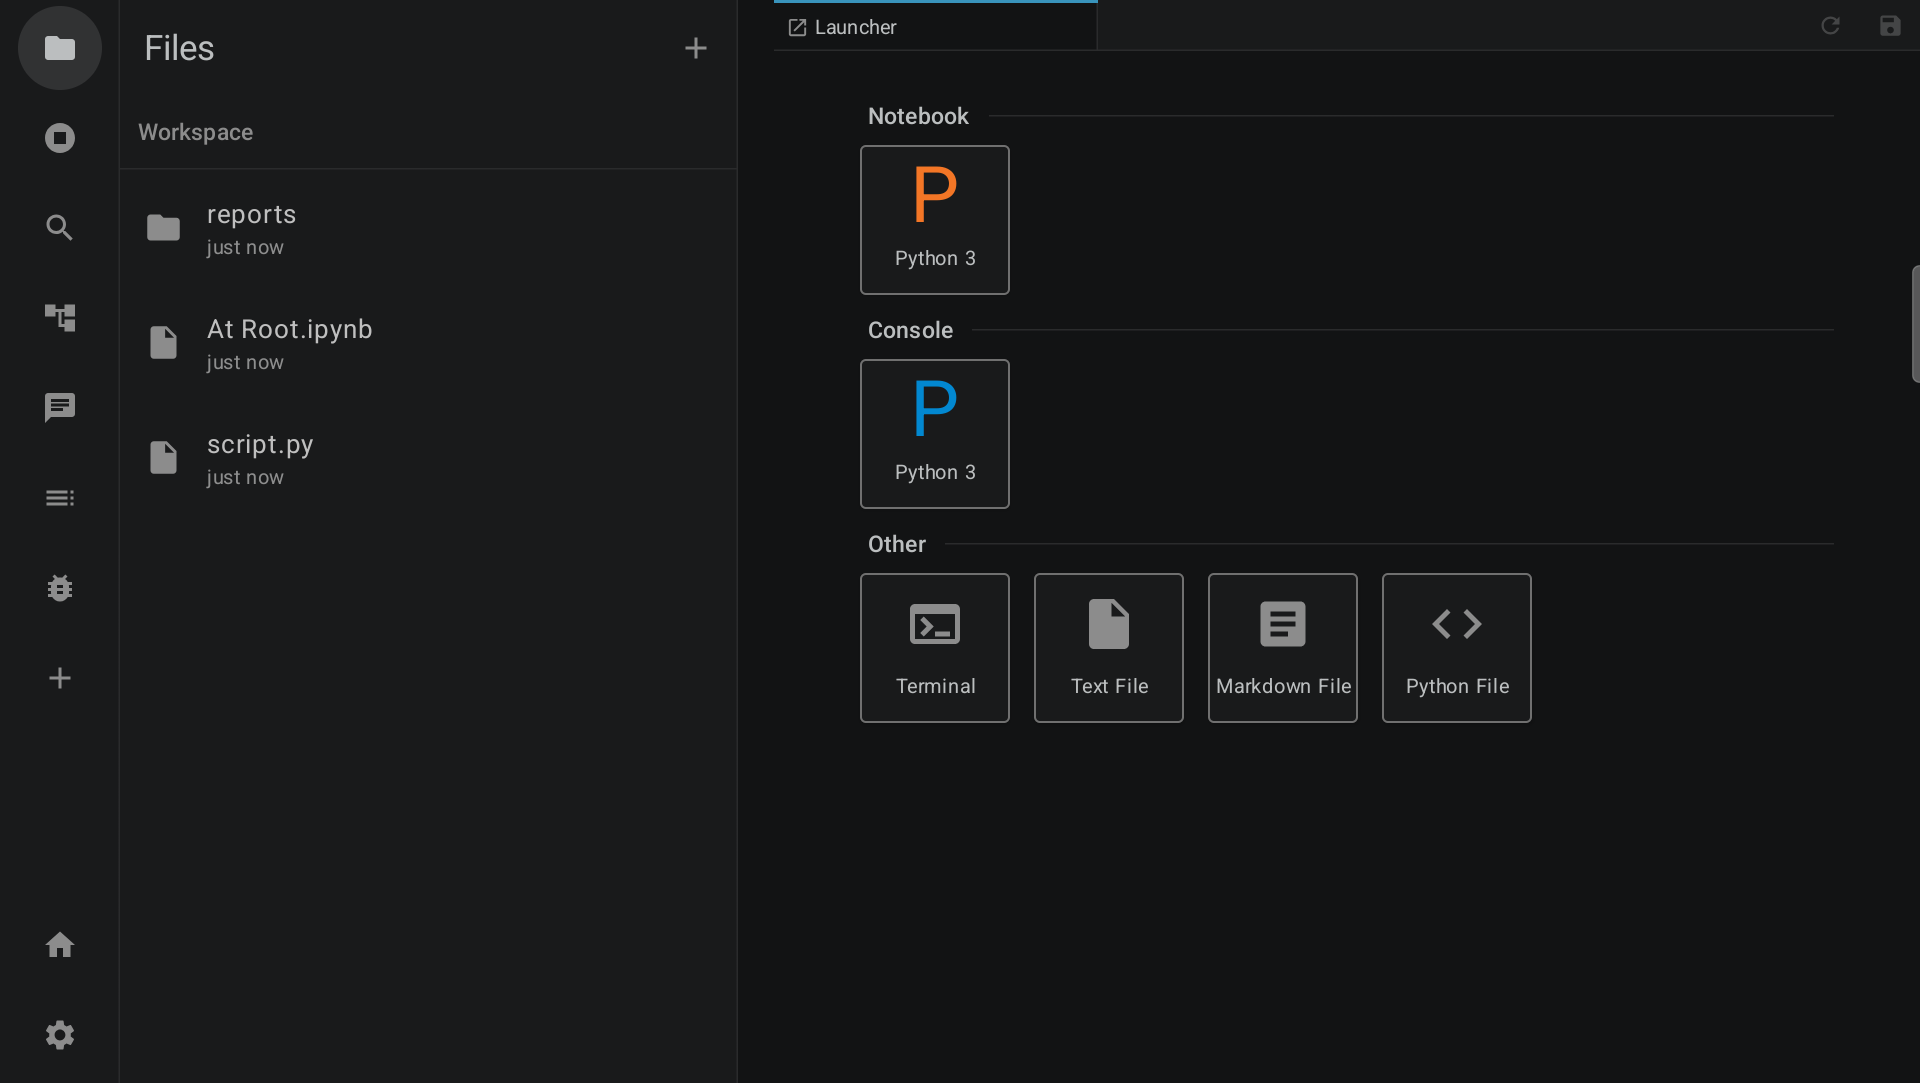 Files
Workspace
reports
just now
At Root.ipynb
just now
script.py
just now
Launcher
Notebook
P
Python 3
Console
P
Python 3
Other
Terminal
Text File
Markdown File
Python File